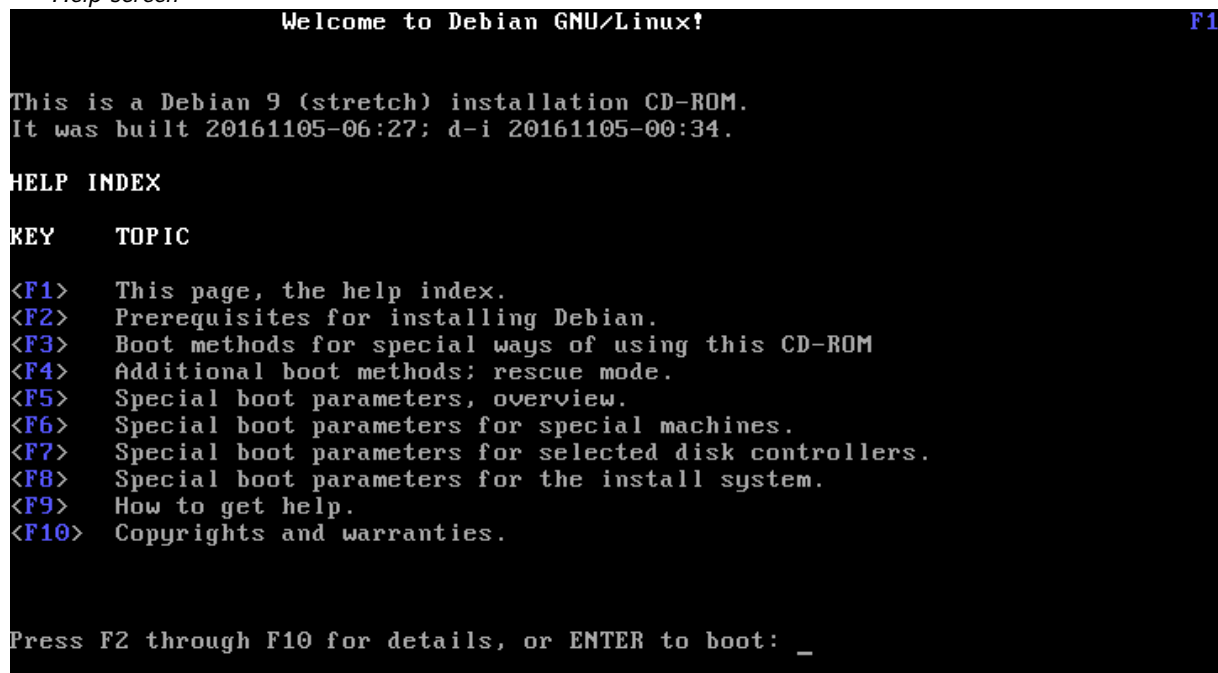 Help screen
Welcome to Debian GNU/Linux! F1
This is a Debian 9 (stretch) installation CD-ROM.
It was built 20161105-06:27; d-i 20161105-00:34.
HELP INDEX
KEY TOPIC
<F1> This page, the help index.
<F2> Prerequisites for installing Debian.
<F3> Boot methods for special ways of using this CD-ROM
<F4> Additional boot methods; rescue mode.
<F5> Special boot parameters, overview.
<F6> Special boot parameters for special machines.
<F7> Special boot parameters for selected disk controllers.
<F8> Special boot parameters for the install system.
<F9> How to get help.
<F10> Copyrights and warranties.
Press F2 through F10 for details, or ENTER to boot: _